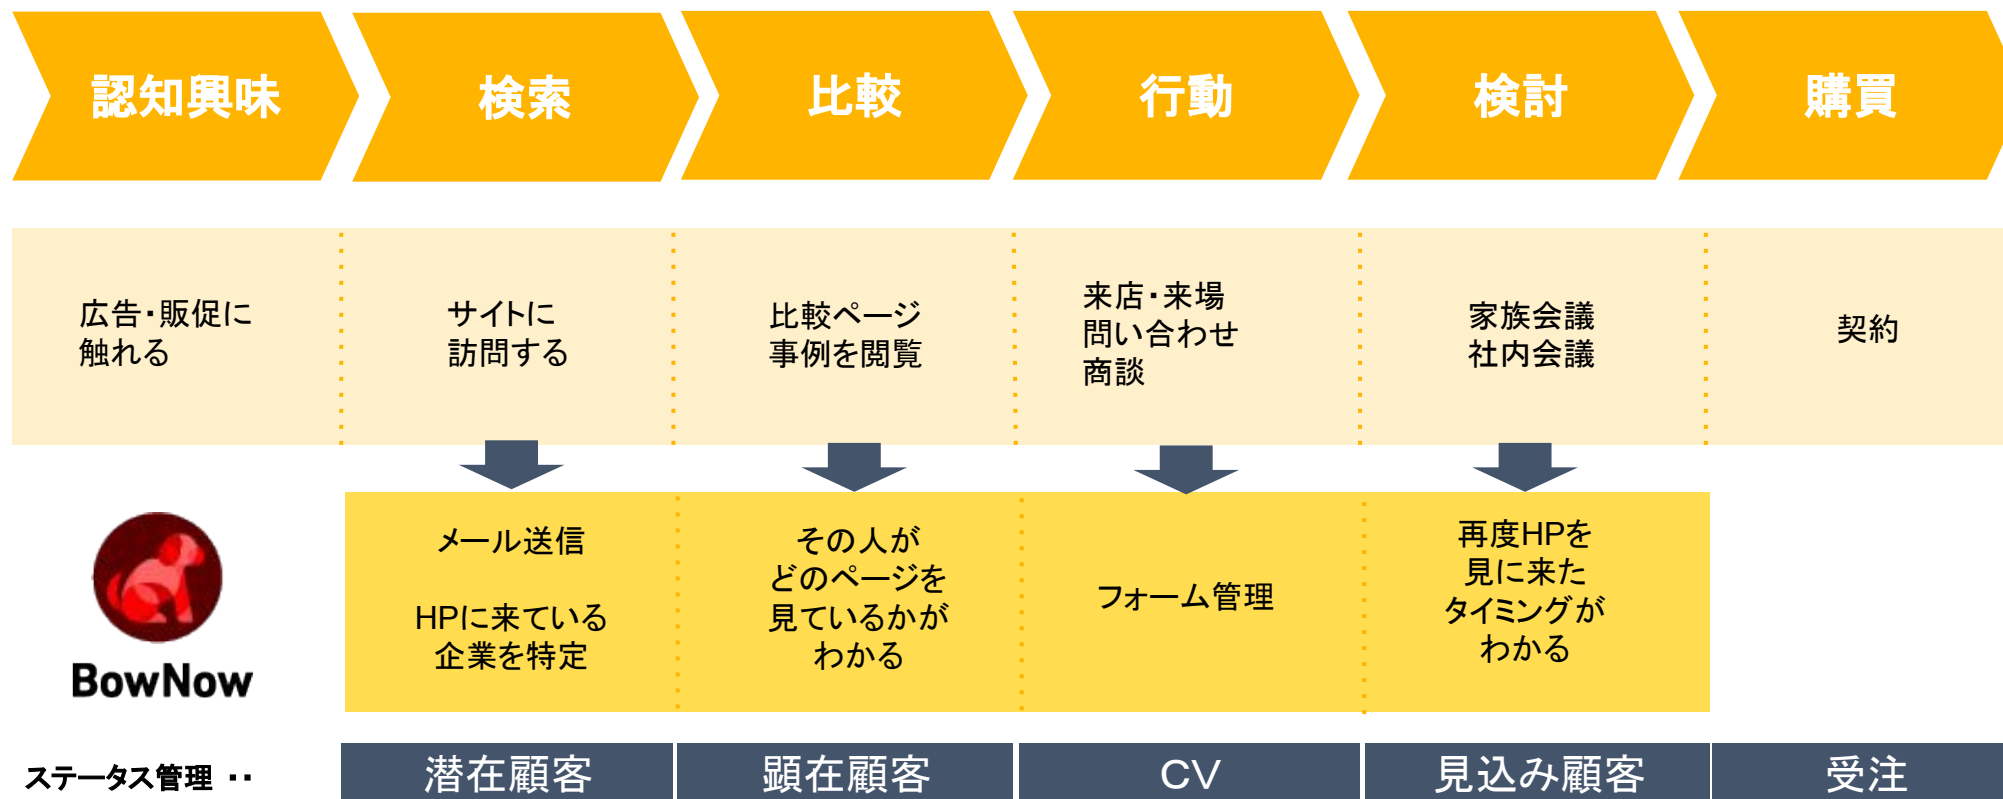 認知興味
検索
比較
行動
検討
購買
広告・販促に
触れる
サイトに
訪問する
比較ページ
事例を閲覧
来店・来場
問い合わせ
商談
家族会議
社内会議
契約
メール送信
HPに来ている
企業を特定
その人が
どのページを
見ているかが
わかる
フォーム管理
再度HPを
見に来た
タイミングが
わかる
BowNow
ステータス管理 ・・
潜在顧客
顕在顧客
CV
見込み顧客
受注